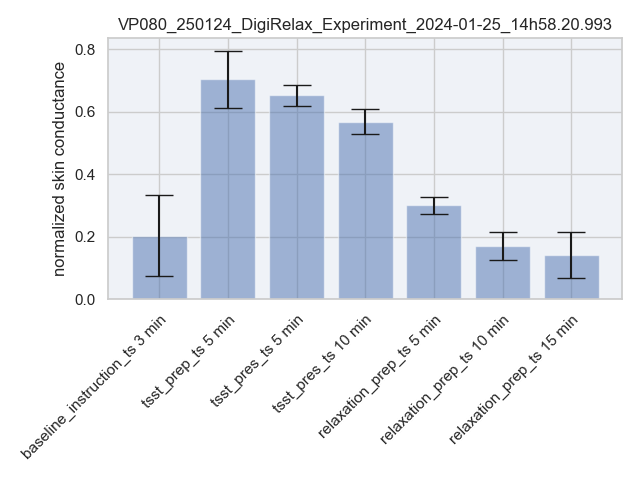 VP080_250124_DigiRelax_Experiment_2024-01-25_14h58.20.993
normalized skin conductance
0.8
0.6
0.4
0.2
0.0
baseline_instruction_ts 3 min
tsst_prep_ts 5 min
tsst_pres_ts 5 min
tsst_pres_ts 10 min
relaxation_prep_ts 5 min
relaxation_prep_ts 10 min
relaxation_prep_ts 15 min